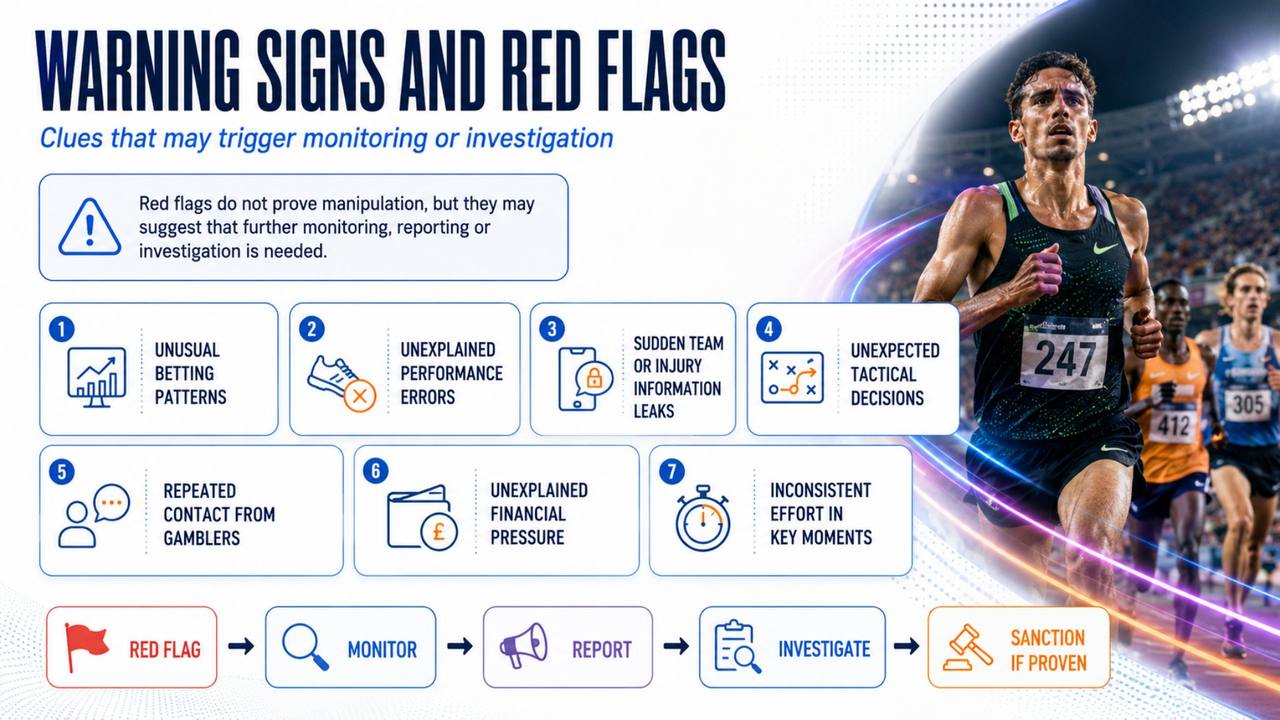 WARNING SIGNS AND RED FLAGS
Clues that may trigger monitoring or investigation
Red flags do not prove manipulation, but they may
suggest that further monitoring, reporting or
investigation is needed.
1
UNUSUAL
BETTING
PATTERNS
2
UNEXPLAINED
PERFORMANCE
ERRORS
3
SUDDEN TEAM
OR INJURY
INFORMATION
LEAKS
4
UNEXPECTED
TACTICAL
DECISIONS
5
REPEATED
CONTACT FROM
GAMBLERS
6
£
UNEXPLAINED
FINANCIAL
PRESSURE
7
INCONSISTENT
EFFORT IN
KEY MOMENTS
RED FLAG
MONITOR
REPORT
INVESTIGATE
SANCTION
IF PROVEN
247
412
305